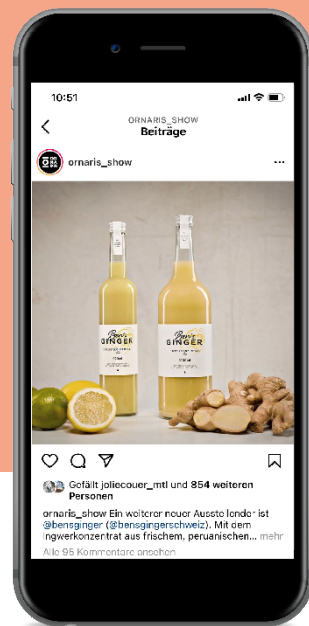 10:51
ORNARIS_SHOW
Beiträge
ornaris_show
Ben's
GINGER
Ben's
GINGER
Gefällt joliecouer_mtl und 854 weiteren
Personen
ornaris_show Ein weiterer neuer Ausstellender ist
@bensginger (@bensgingerschweiz). Mit dem
Ingwerkonzentrat aus frischem, peruanischen... mehr
Alle 95 Kommentare ansehen